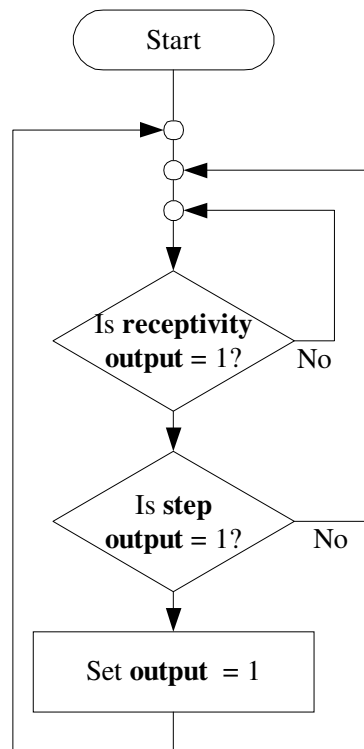 Start
Is receptivity
output = 1?
No
Is step
output = 1?
No
Set output = 1